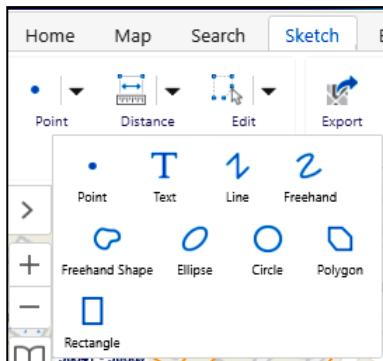 Home Map Search Sketch
Point Distance Edit Export
Point Text Line Freehand
Freehand Shape Ellipse Circle Polygon
Rectangle